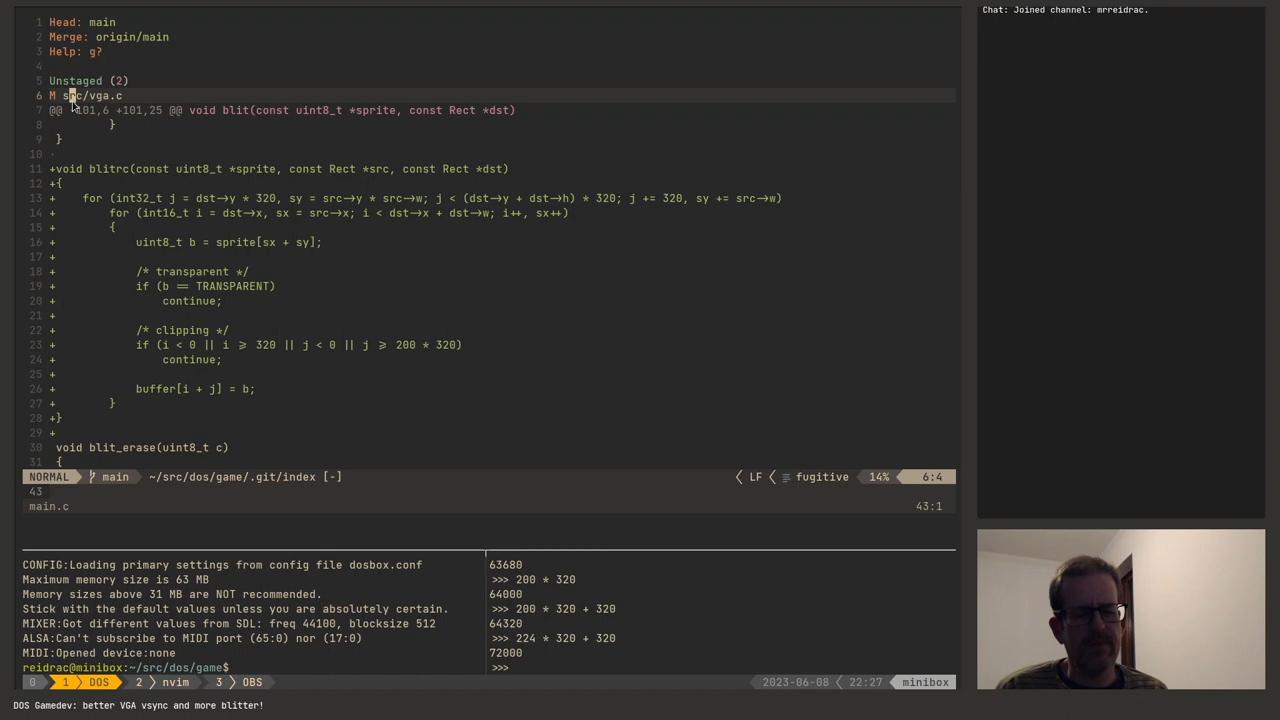 1 Head: main
2 Merge: origin/main
3 Help: g?
4
5 Unstaged (2)
6 M src/vga.c
7 @@ -101,6 +101,25 @@ void blit(const uint8_t *sprite, const Rect *dst)
8         }
9 }
10
11 +void blitrc(const uint8_t *sprite, const Rect *src, const Rect *dst)
12 +{
13 +    for (int32_t j = dst->y * 320, sy = src->y * src->w; j < (dst->y + dst->h) * 320; j += 320, sy += src->w)
14 +        for (int16_t i = dst->x, sx = src->x; i < dst->x + dst->w; i++, sx++)
15 +        {
16 +            uint8_t b = sprite[sx + sy];
17 +
18 +            /* transparent */
19 +            if (b == TRANSPARENT)
20 +                continue;
21 +
22 +            /* clipping */
23 +            if (i < 0 || i >= 320 || j < 0 || j >= 200 * 320)
24 +                continue;
25 +
26 +            buffer[i + j] = b;
27 +        }
28 +}
29 +
30 void blit_erase(uint8_t c)
31 {
NORMAL main ~/src/dos/game/.git/index [-] LF fugitive 14% 6:4
43
main.c 43:1
CONFIG:Loading primary settings from config file dosbox.conf
Maximum memory size is 63 MB
Memory sizes above 31 MB are NOT recommended.
Stick with the default values unless you are absolutely certain.
MIXER:Got different values from SDL: freq 44100, blocksize 512
ALSA:Can't subscribe to MIDI port (65:0) nor (17:0)
MIDI:Opened device:none
reidrac@minibox:~/src/dos/game$
63680
>>> 200 * 320
64000
>>> 200 * 320 + 320
64320
>>> 224 * 320 + 320
72000
>>>
0 1 DOS 2 nvim 3 OBS 2023-06-08 22:27 minibox
DOS Gamedev: better VGA vsync and more blitter!
Chat: Joined channel: mrreidrac.